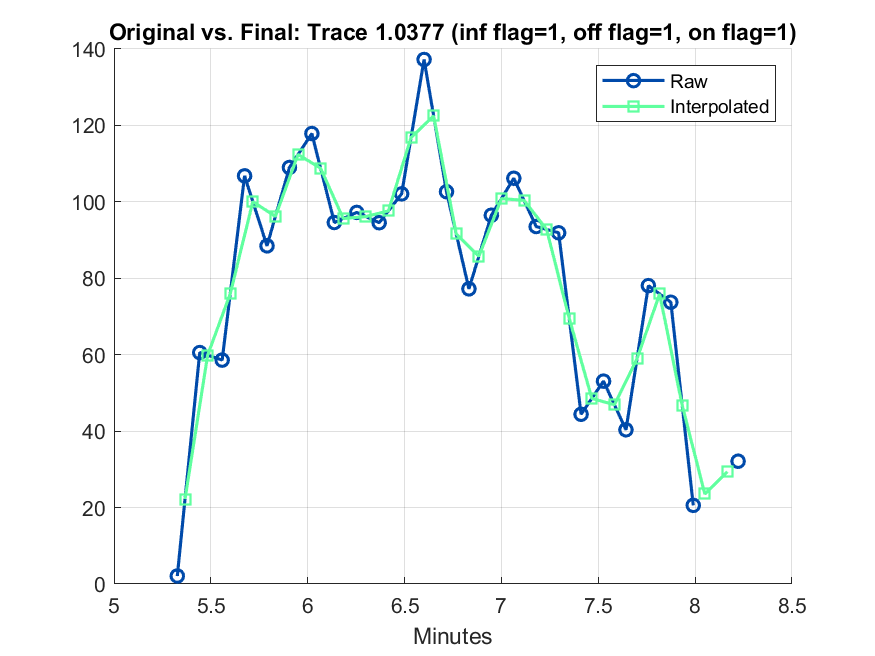 Original vs. Final: Trace 1.0377 (inf flag=1, off flag=1, on flag=1)
140
120
100
80
60
40
20
0
Raw
Interpolated
5 5.5 6 6.5 7 7.5 8 8.5
Minutes